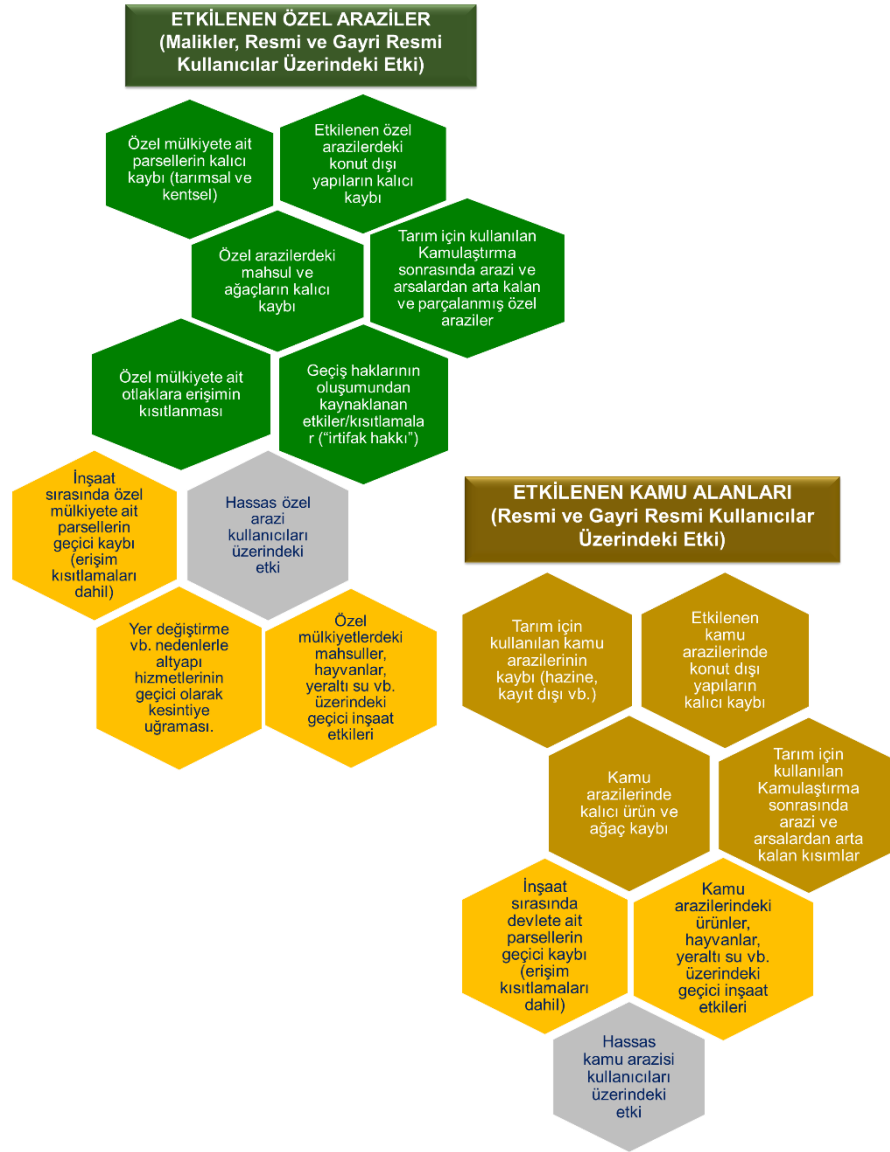 ETKİLENEN ÖZEL ARAZİLER
(Malikler, Resmi ve Gayri Resmi
Kullanıcılar Üzerindeki Etki)
Özel mülkiyete ait
parsellerin kalıcı
kaybı (tarımsal ve
kentsel)
Etkilenen özel
arazilerdeki
konut dışı
yapıların kalıcı
kaybı
Özel arazilerdeki
mahsul ve
ağaçların kalıcı
kaybı
Tarım için kullanılan
Kamulaştırma
sonrasında arazi ve
arsalardan arta kalan
ve parçalanmış özel
araziler
Özel mülkiyete ait
otlaklara erişimin
kısıtlanması
Geçiş haklarının
oluşumundan
kaynaklanan
etkiler/kısıtlamala
r (“irtifak hakkı”)
İnşaat
sırasında özel
mülkiyete ait
parsellerin
geçici kaybı
(erişim
kısıtlamaları
dahil)
Hassas özel
arazi
kullanıcıları
üzerindeki
etki
Yer değiştirme
vb. nedenlerle
altyapı
hizmetlerinin
geçici olarak
kesintiye
uğraması.
Özel
mülkiyetlerdeki
mahsuller,
hayvanlar,
yeraltı su vb.
üzerindeki
geçici inşaat
etkileri
ETKİLENEN KAMU ALANLARI
(Resmi ve Gayri Resmi Kullanıcılar
Üzerindeki Etki)
Tarım için
kullanılan kamu
arazilerinin
kaybı (hazine,
kayıt dışı vb.)
Etkilenen
kamu
arazilerinde
konut dışı
yapıların
kalıcı kaybı
Kamu
arazilerinde
kalıcı ürün ve
ağaç kaybı
Tarım için
kullanılan
Kamulaştırma
sonrasında
arazi ve
arsalardan arta
kalan kısımlar
İnşaat
sırasında
devlete ait
parsellerin
geçici kaybı
(erişim
kısıtlamaları
dahil)
Kamu
arazilerindeki
ürünler,
hayvanlar,
yeraltı su vb.
üzerindeki
geçici inşaat
etkileri
Hassas
kamu arazisi
kullanıcıları
üzerindeki
etki